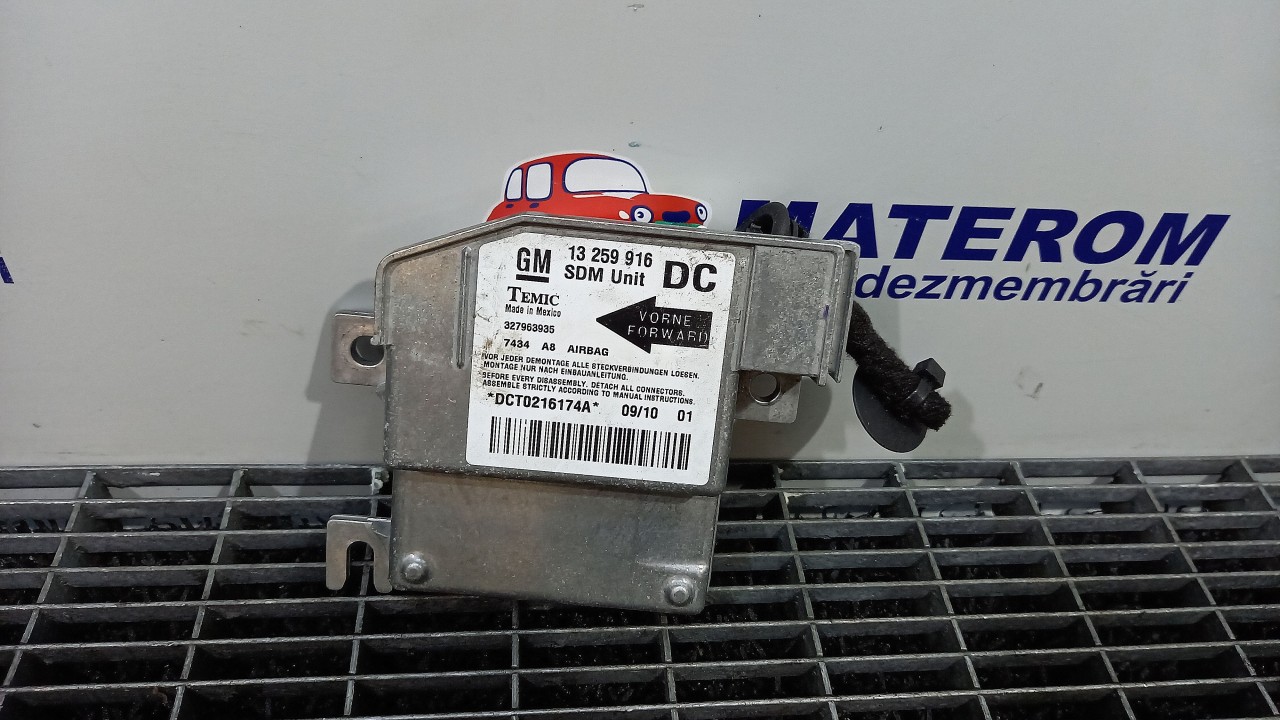 MATEROM
dezmembrări
GM
13 259 916
SDM Unit
DC
TEMIC
Made in Mexico
VORNE
FORWARD
327963935
7434 A8 AIRBAG
VOR JEDER DEMONTAGE ALLE STECKVERBINDUNGEN LOESEN.
MONTAGE NUR NACH EINBAUANLEITUNG.
BEFORE EVERY DISASSEMBLY, DETACH ALL CONNECTORS.
ASSEMBLE STRICTLY ACCORDING TO MANUAL INSTRUCTIONS.
*DCT0216174A* 09/10 01